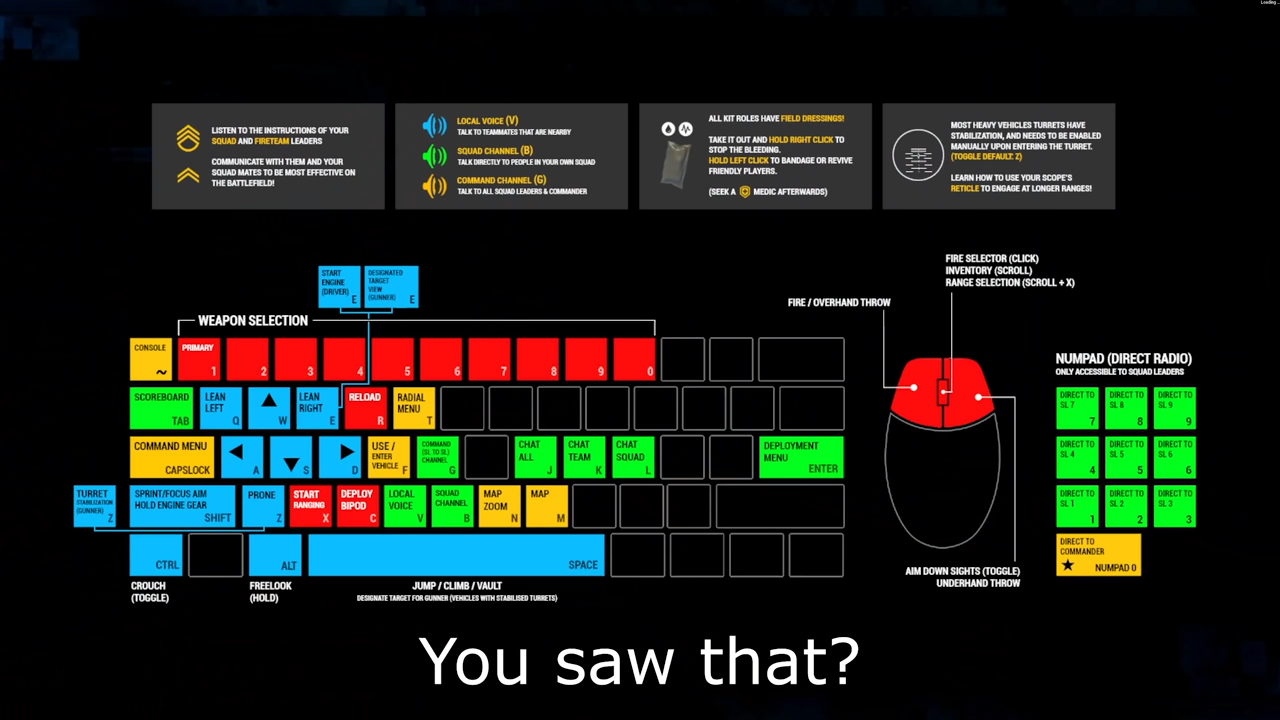 Loading...
LISTEN TO THE INSTRUCTIONS OF YOUR
SQUAD AND FIRETEAM LEADERS
COMMUNICATE WITH THEM AND YOUR
SQUAD MATES TO BE MOST EFFECTIVE ON
THE BATTLEFIELD!
LOCAL VOICE (V)
TALK TO TEAMMATES THAT ARE NEARBY
SQUAD CHANNEL (B)
TALK DIRECTLY TO PEOPLE IN YOUR OWN SQUAD
COMMAND CHANNEL (G)
TALK TO ALL SQUAD LEADERS & COMMANDER
ALL KIT ROLES HAVE FIELD DRESSINGS!
TAKE IT OUT AND HOLD RIGHT CLICK TO
STOP THE BLEEDING.
HOLD LEFT CLICK TO BANDAGE OR REVIVE
FRIENDLY PLAYERS.
(SEEK A MEDIC AFTERWARDS)
MOST HEAVY VEHICLES TURRETS HAVE
STABILIZATION, AND NEEDS TO BE ENABLED
MANUALLY UPON ENTERING THE TURRET.
(TOGGLE DEFAULT: Z)
LEARN HOW TO USE YOUR SCOPE'S
RETICLE TO ENGAGE AT LONGER RANGES!
START
ENGINE
(DRIVER)
E
DESIGNATED
TARGET
VIEW
(GUNNER)
E
WEAPON SELECTION
CONSOLE
~
PRIMARY
1
2
3
4
5
6
7
8
9
0
SCOREBOARD
TAB
LEAN
LEFT
Q
W
LEAN
RIGHT
E
RELOAD
R
RADIAL
MENU
T
COMMAND MENU
CAPSLOCK
A
S
D
USE /
ENTER
VEHICLE
F
COMMAND
(SL TO SL)
CHANNEL
G
CHAT
ALL
J
CHAT
TEAM
K
CHAT
SQUAD
L
DEPLOYMENT
MENU
ENTER
TURRET
STABILIZATION
(GUNNER)
Z
SPRINT/FOCUS AIM
HOLD ENGINE GEAR
SHIFT
PRONE
Z
START
RANGING
X
DEPLOY
BIPOD
C
LOCAL
VOICE
V
SQUAD
CHANNEL
B
MAP
ZOOM
N
MAP
M
CTRL
ALT
SPACE
CROUCH
(TOGGLE)
FREELOOK
(HOLD)
JUMP / CLIMB / VAULT
DESIGNATE TARGET FOR GUNNER (VEHICLES WITH STABILISED TURRETS)
FIRE SELECTOR (CLICK)
INVENTORY (SCROLL)
RANGE SELECTION (SCROLL + X)
FIRE / OVERHAND THROW
AIM DOWN SIGHTS (TOGGLE)
UNDERHAND THROW
NUMPAD (DIRECT RADIO)
ONLY ACCESSIBLE TO SQUAD LEADERS
DIRECT TO
SL 7
7
DIRECT TO
SL 8
8
DIRECT TO
SL 9
9
DIRECT TO
SL 4
4
DIRECT TO
SL 5
5
DIRECT TO
SL 6
6
DIRECT TO
SL 1
1
DIRECT TO
SL 2
2
DIRECT TO
SL 3
3
DIRECT TO
COMMANDER
NUMPAD 0
You saw that?